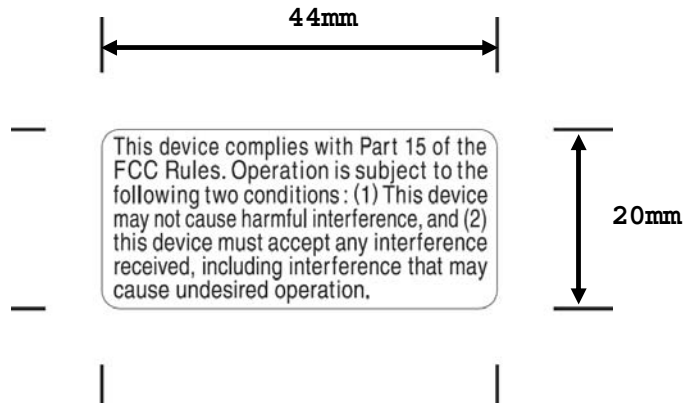 44mm
This device complies with Part 15 of the
FCC Rules. Operation is subject to the
following two conditions : (1) This device
may not cause harmful interference, and (2)
this device must accept any interference
received, including interference that may
cause undesired operation.
20mm